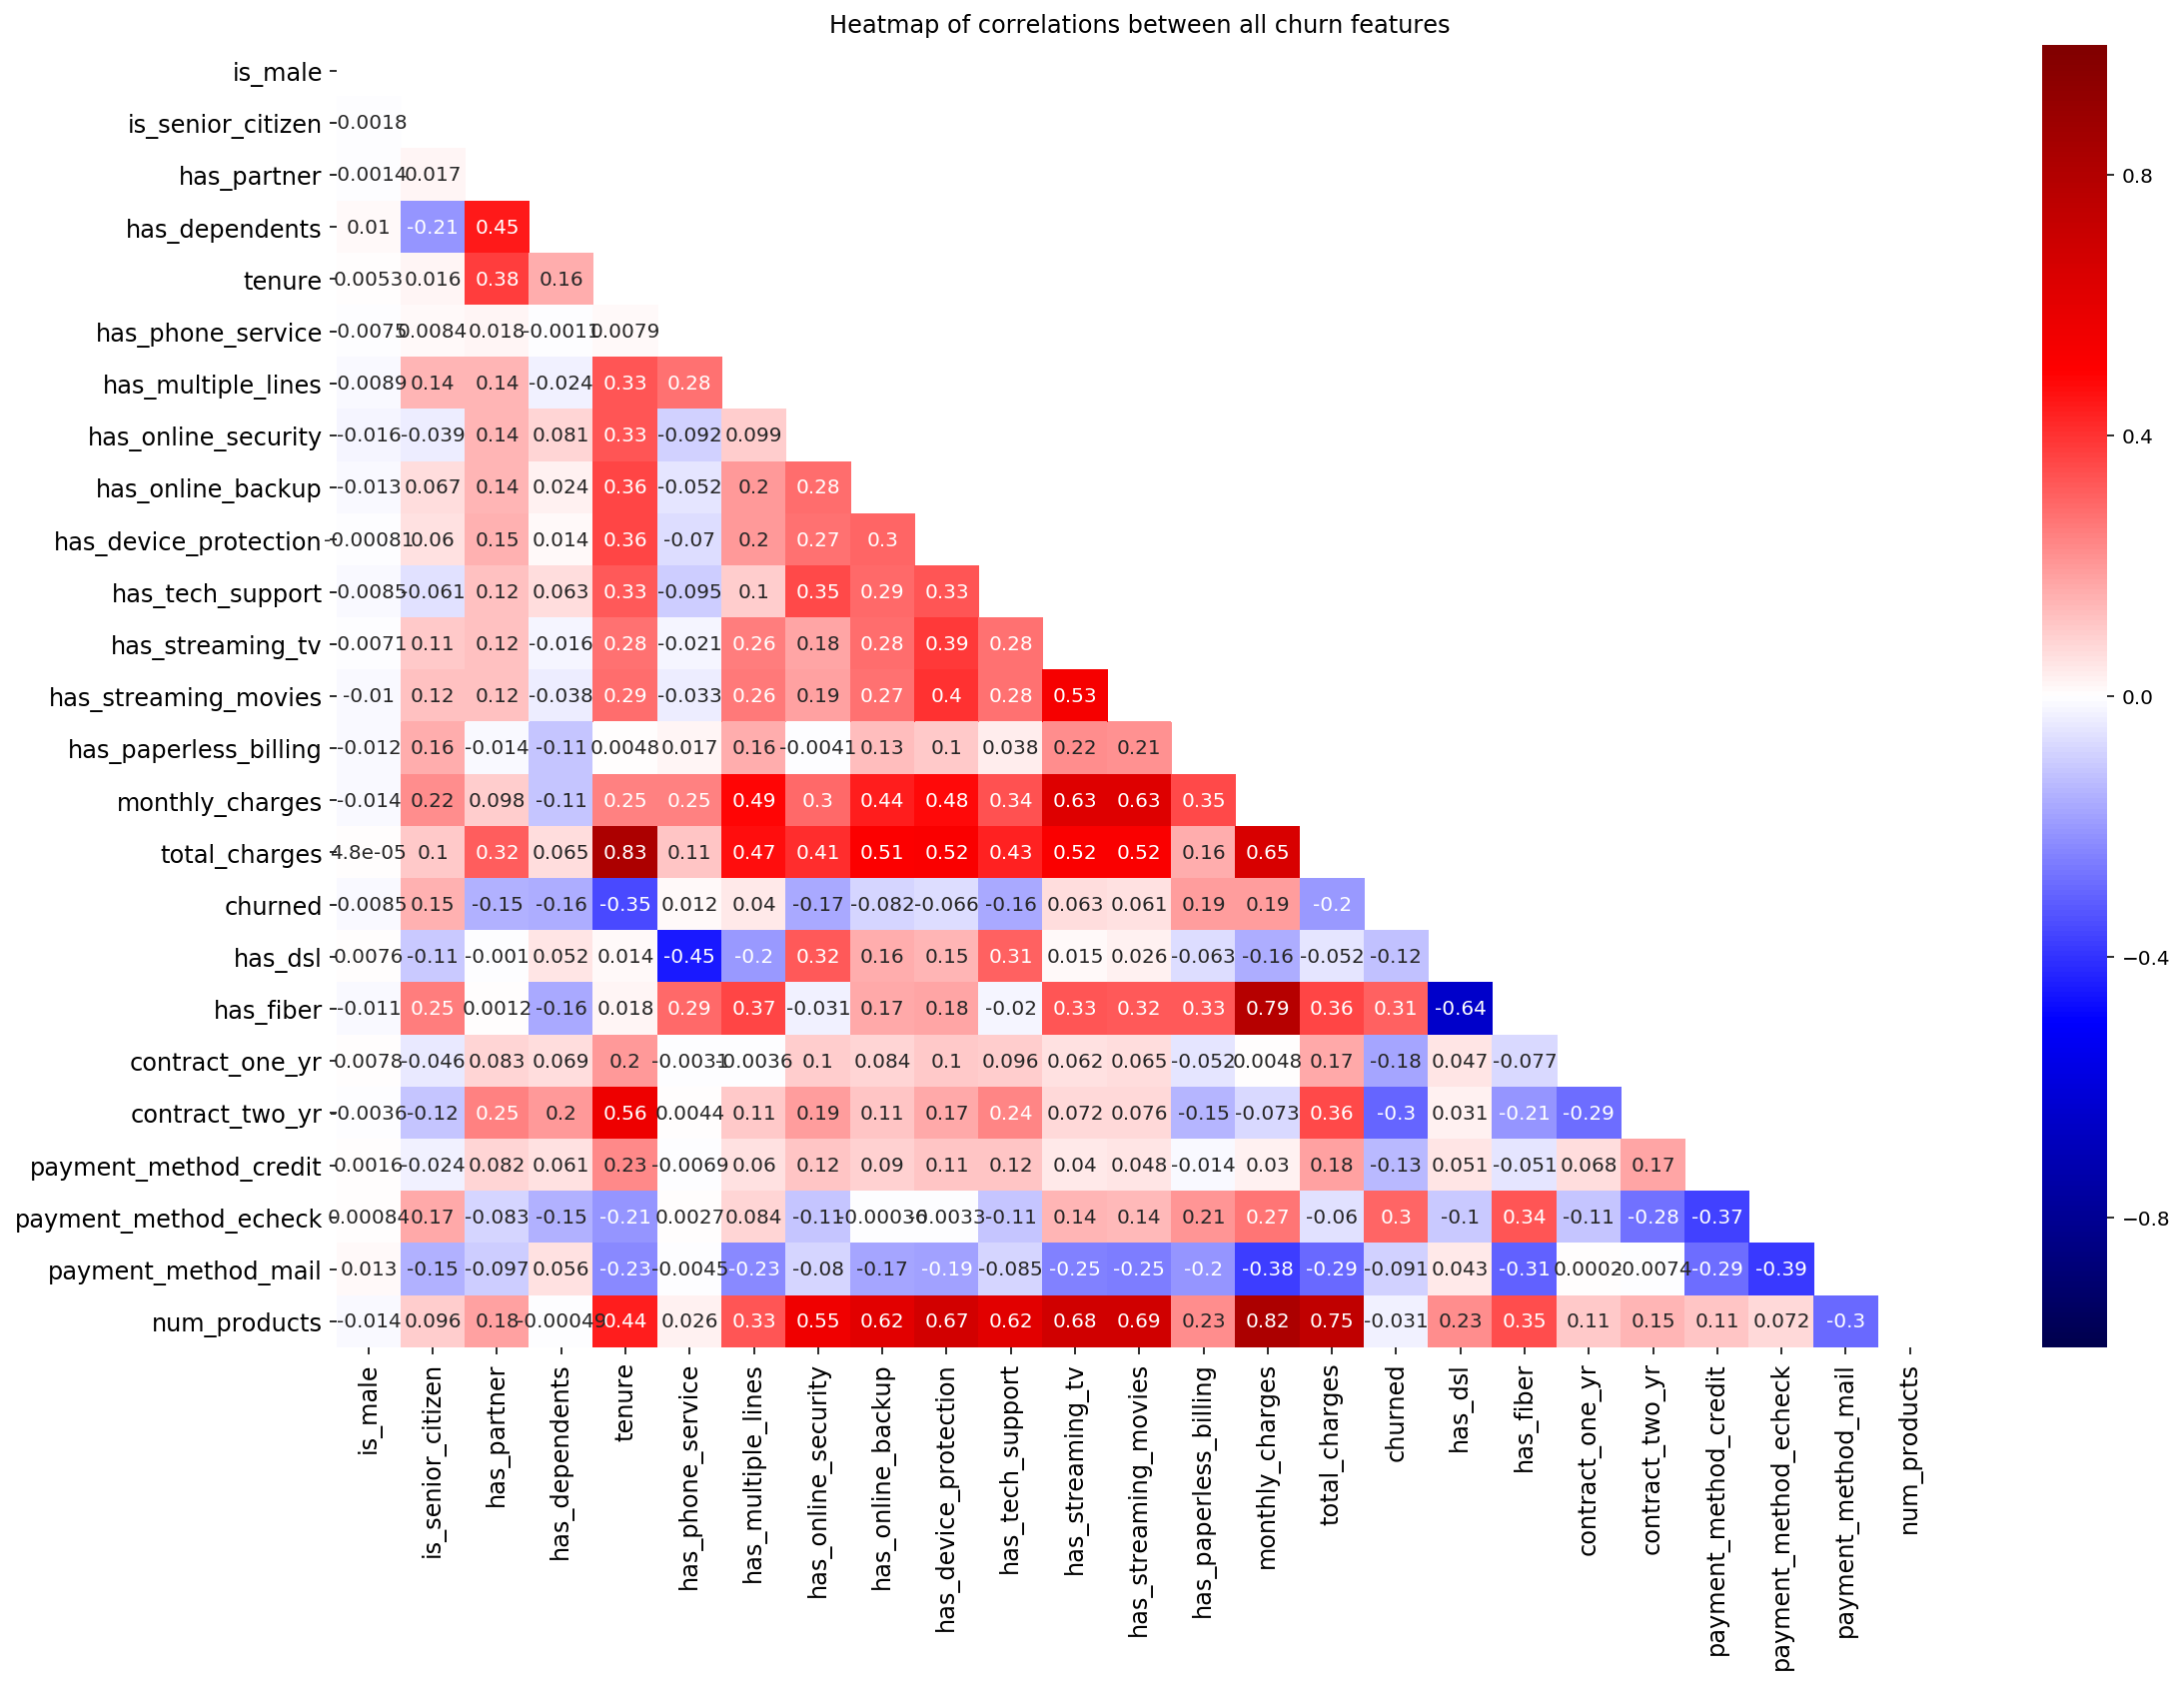 Heatmap of correlations between all churn features
is_male
is_senior_citizen -0.0018
has_partner -0.0014 0.017
has_dependents 0.01 -0.21 0.45
tenure 0.0053 0.016 0.38 0.16
has_phone_service -0.0075 0.0084 0.018 -0.0011 0.0079
has_multiple_lines -0.0089 0.14 0.14 -0.024 0.33 0.28
has_online_security -0.016 -0.039 0.14 0.081 0.33 -0.092 0.099
has_online_backup -0.013 0.067 0.14 0.024 0.36 -0.052 0.2 0.28
has_device_protection -0.00081 0.06 0.15 0.014 0.36 -0.07 0.2 0.27 0.3
has_tech_support -0.0085 -0.061 0.12 0.063 0.33 -0.095 0.1 0.35 0.29 0.33
has_streaming_tv -0.0071 0.11 0.12 -0.016 0.28 -0.021 0.26 0.18 0.28 0.39 0.28
has_streaming_movies -0.01 0.12 0.12 -0.038 0.29 -0.033 0.26 0.19 0.27 0.4 0.28 0.53
has_paperless_billing -0.012 0.16 -0.014 -0.11 0.0048 0.017 0.16 -0.0041 0.13 0.1 0.038 0.22 0.21
monthly_charges -0.014 0.22 0.098 -0.11 0.25 0.25 0.49 0.3 0.44 0.48 0.34 0.63 0.63 0.35
total_charges 4.8e-05 0.1 0.32 0.065 0.83 0.11 0.47 0.41 0.51 0.52 0.43 0.52 0.52 0.16 0.65
churned -0.0085 0.15 -0.15 -0.16 -0.35 0.012 0.04 -0.17 -0.082 -0.066 -0.16 0.063 0.061 0.19 0.19 -0.2
has_dsl -0.0076 -0.11 -0.001 0.052 0.014 -0.45 -0.2 0.32 0.16 0.15 0.31 0.015 0.026 -0.063 -0.16 -0.052 -0.12
has_fiber -0.011 0.25 0.0012 -0.16 0.018 0.29 0.37 -0.031 0.17 0.18 -0.02 0.33 0.32 0.33 0.79 0.36 0.31 -0.64
contract_one_yr 0.0078 -0.046 0.083 0.069 0.2 -0.0031 -0.0036 0.1 0.084 0.1 0.096 0.062 0.065 -0.052 0.0048 0.17 -0.18 0.047 -0.077
contract_two_yr -0.0036 -0.12 0.25 0.2 0.56 0.0044 0.11 0.19 0.11 0.17 0.24 0.072 0.076 -0.15 -0.073 0.36 -0.3 0.031 -0.21 -0.29
payment_method_credit 0.0016 -0.024 0.082 0.061 0.23 -0.0069 0.06 0.12 0.09 0.11 0.12 0.04 0.048 -0.014 0.03 0.18 -0.13 0.051 -0.051 0.068 0.17
payment_method_echeck 0.00084 0.17 -0.083 -0.15 -0.21 0.0027 0.084 -0.11 -0.00036 -0.0033 -0.11 0.14 0.14 0.21 0.27 -0.06 0.3 -0.1 0.34 -0.11 -0.28 -0.37
payment_method_mail 0.013 -0.15 -0.097 0.056 -0.23 -0.0045 -0.23 -0.08 -0.17 -0.19 -0.085 -0.25 -0.25 -0.2 -0.38 -0.29 -0.091 0.043 -0.31 -0.0074 -0.29 -0.39
num_products -0.014 0.096 0.18 -0.00049 0.44 0.026 0.33 0.55 0.62 0.67 0.62 0.68 0.69 0.23 0.82 0.75 -0.031 0.23 0.35 0.11 0.15 0.11 0.072 -0.3
is_male
is_senior_citizen
has_partner
has_dependents
tenure
has_phone_service
has_multiple_lines
has_online_security
has_online_backup
has_device_protection
has_tech_support
has_streaming_tv
has_streaming_movies
has_paperless_billing
monthly_charges
total_charges
churned
has_dsl
has_fiber
contract_one_yr
contract_two_yr
payment_method_credit
payment_method_echeck
payment_method_mail
num_products
0.8
0.4
0.0
−0.4
−0.8